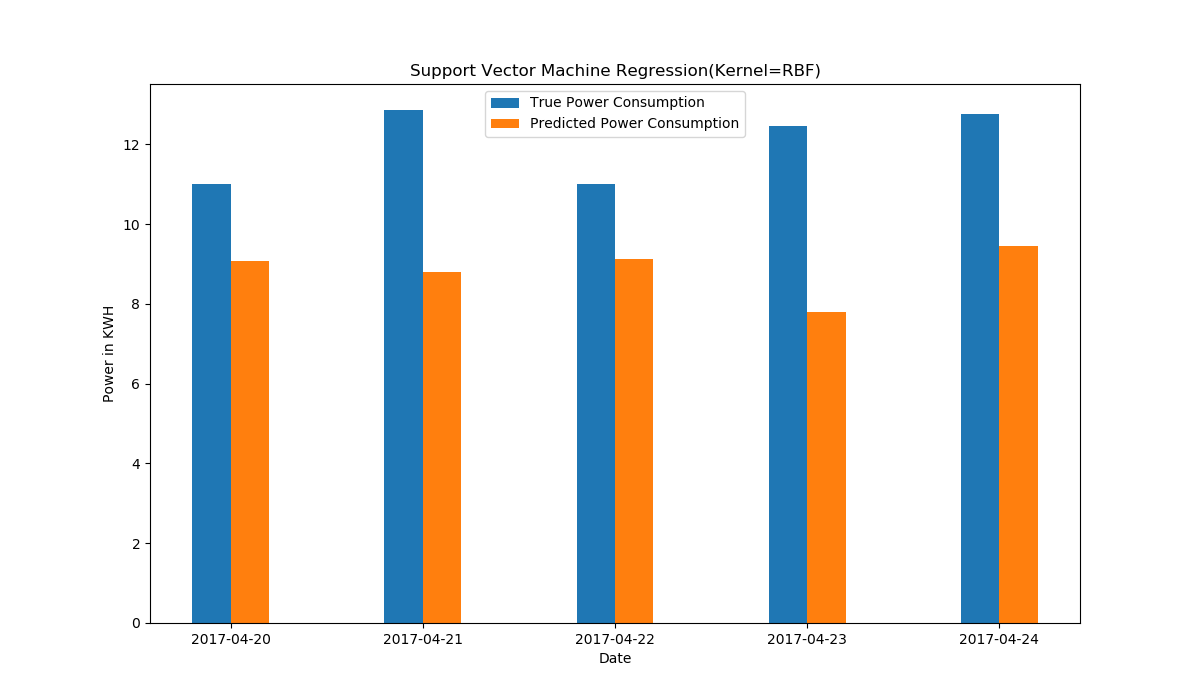 Support Vector Machine Regression(Kernel=RBF)
True Power Consumption
Predicted Power Consumption
12
10
8
6
4
2
0
Power in KWH
2017-04-20 2017-04-21 2017-04-22 2017-04-23 2017-04-24
Date